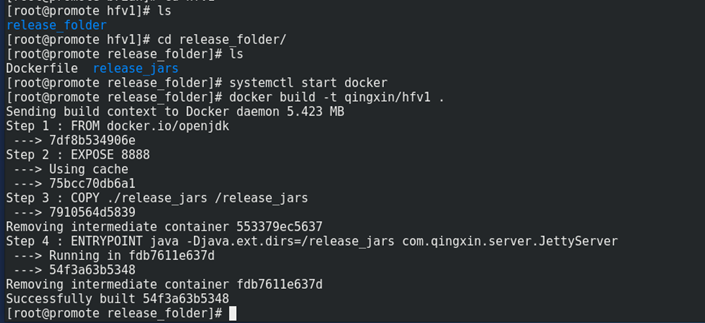 [root@promote hfv1]# ls
release_folder
[root@promote hfv1]# cd release_folder/
[root@promote release_folder]# ls
Dockerfile  release_jars
[root@promote release_folder]# systemctl start docker
[root@promote release_folder]# docker build -t qingxin/hfv1 .
Sending build context to Docker daemon 5.423 MB
Step 1 : FROM docker.io/openjdk
 ---> 7df8b534906e
Step 2 : EXPOSE 8888
 ---> Using cache
 ---> 75bcc70db6a1
Step 3 : COPY ./release_jars /release_jars
 ---> 7910564d5839
Removing intermediate container 553379ec5637
Step 4 : ENTRYPOINT java -Djava.ext.dirs=/release_jars com.qingxin.server.JettyServer
 ---> Running in fdb7611e637d
 ---> 54f3a63b5348
Removing intermediate container fdb7611e637d
Successfully built 54f3a63b5348
[root@promote release_folder]#